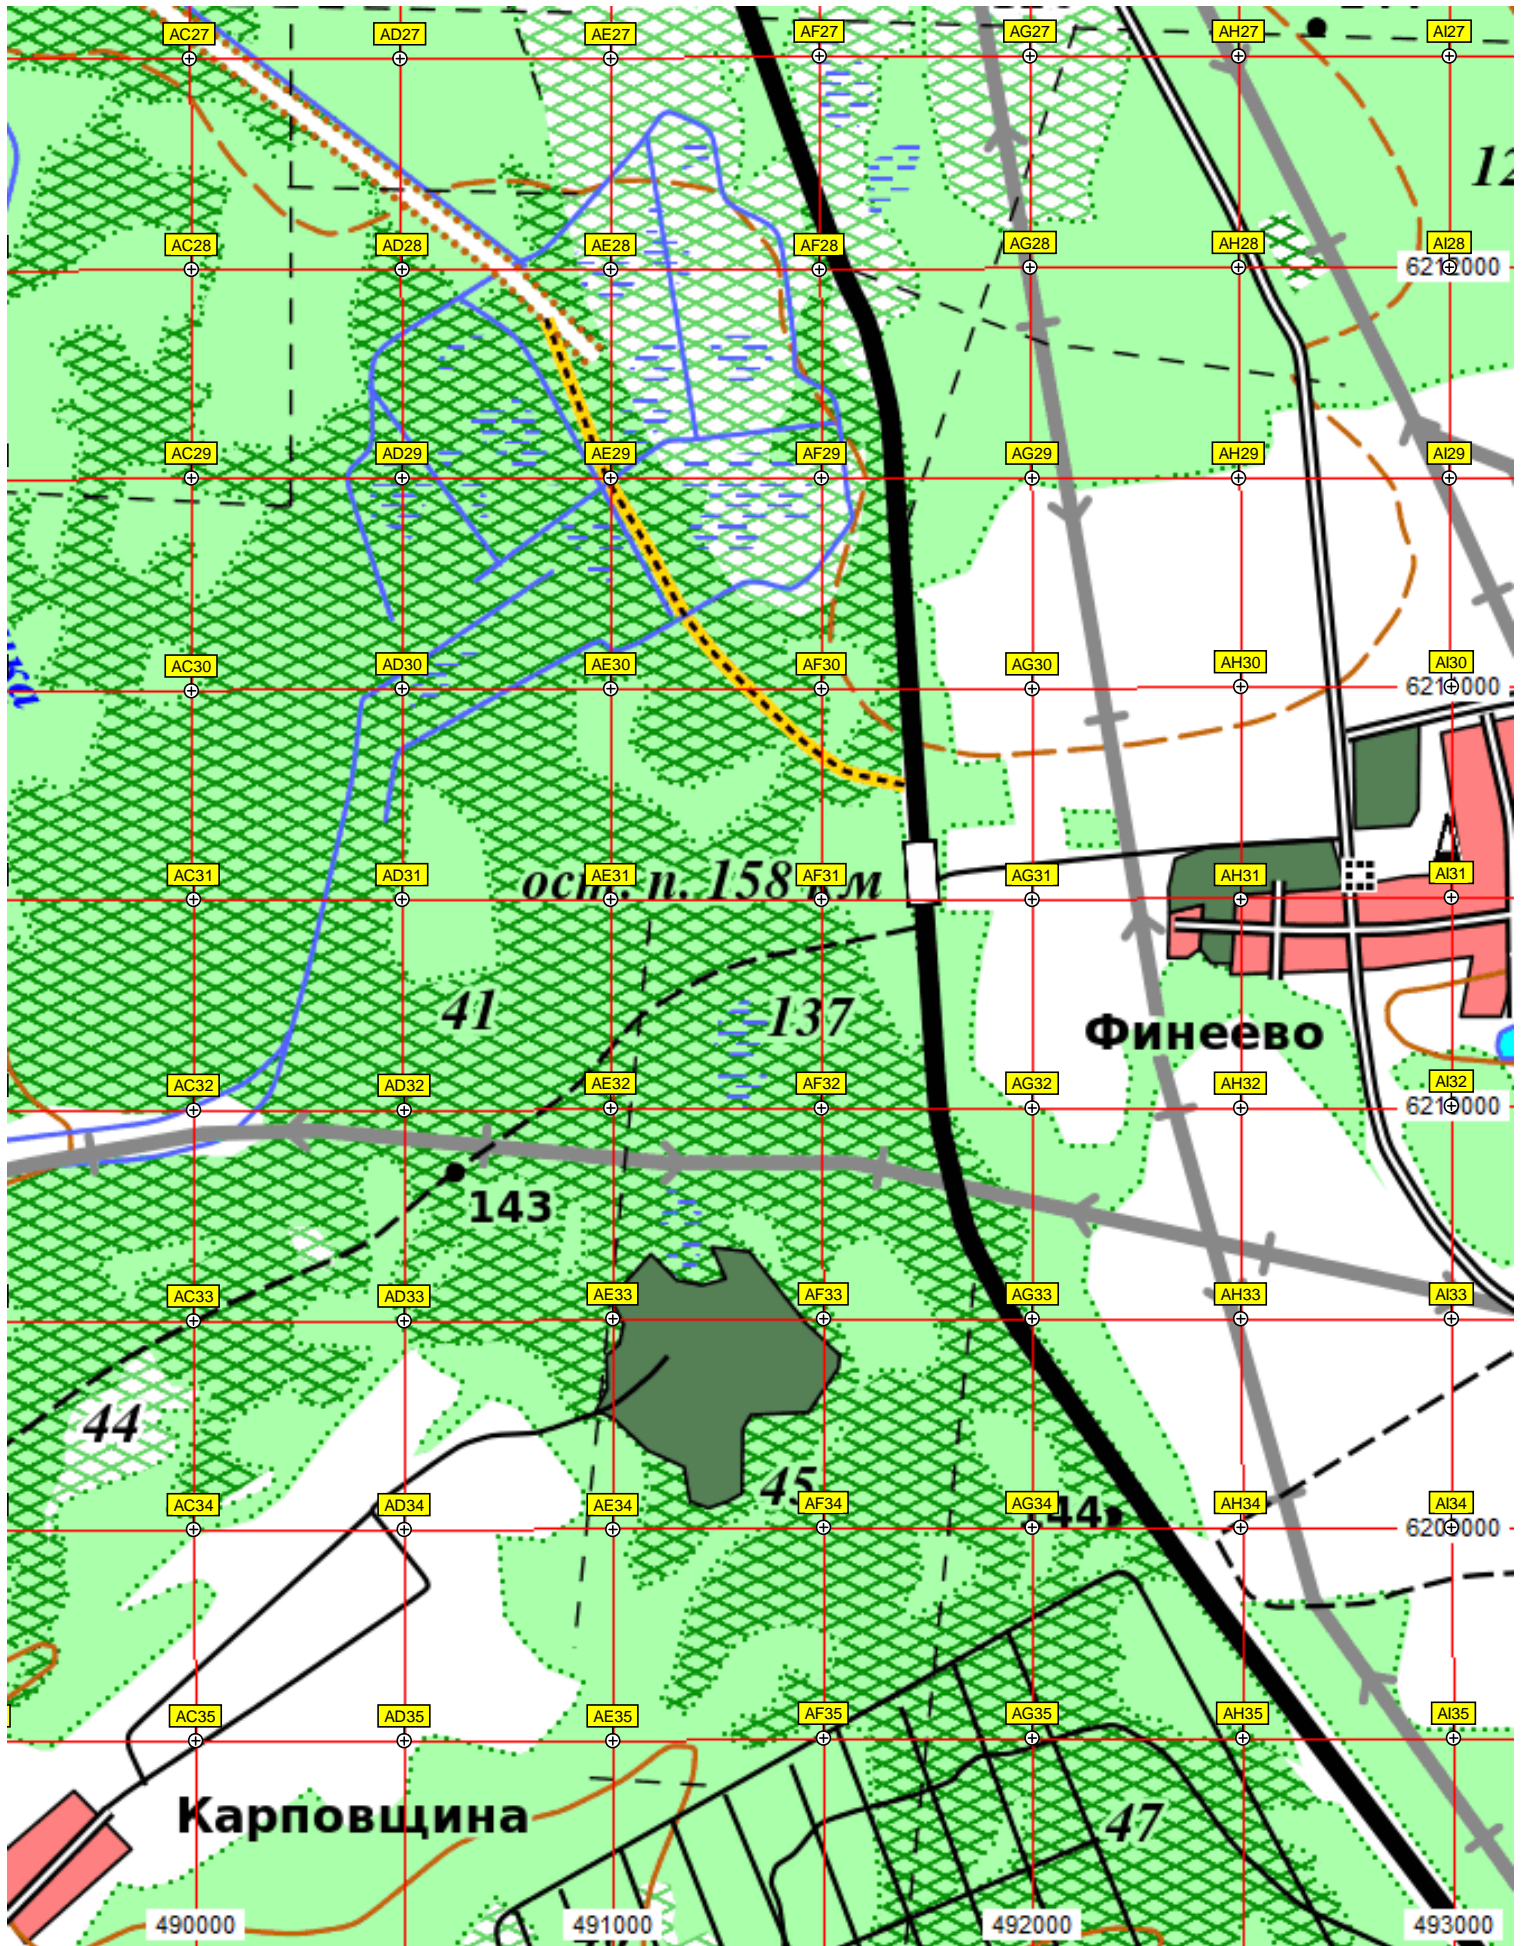 AC27 AD27 AE27 AF27 AG27 AH27 AI27
12
AC28 AD28 AE28 AF28 AG28 AH28 AI28
6212000
AC29 AD29 AE29 AF29 AG29 AH29 AI29
AC30 AD30 AE30 AF30 AG30 AH30 AI30
ост. п. 158 км
AC31 AD31 AE31 AF31 AG31 AH31 AI31
41
137
Финеево
AC32 AD32 AE32 AF32 AG32 AH32 AI32
6210000
143
AC33 AD33 AE33 AF33 AG33 AH33 AI33
44
45
AC34 AD34 AE34 AF34 AG34 AH34 AI34
AC35 AD35 AE35 AF35 AG35 AH35 AI35
Карповщина
47
490000 491000 492000 493000